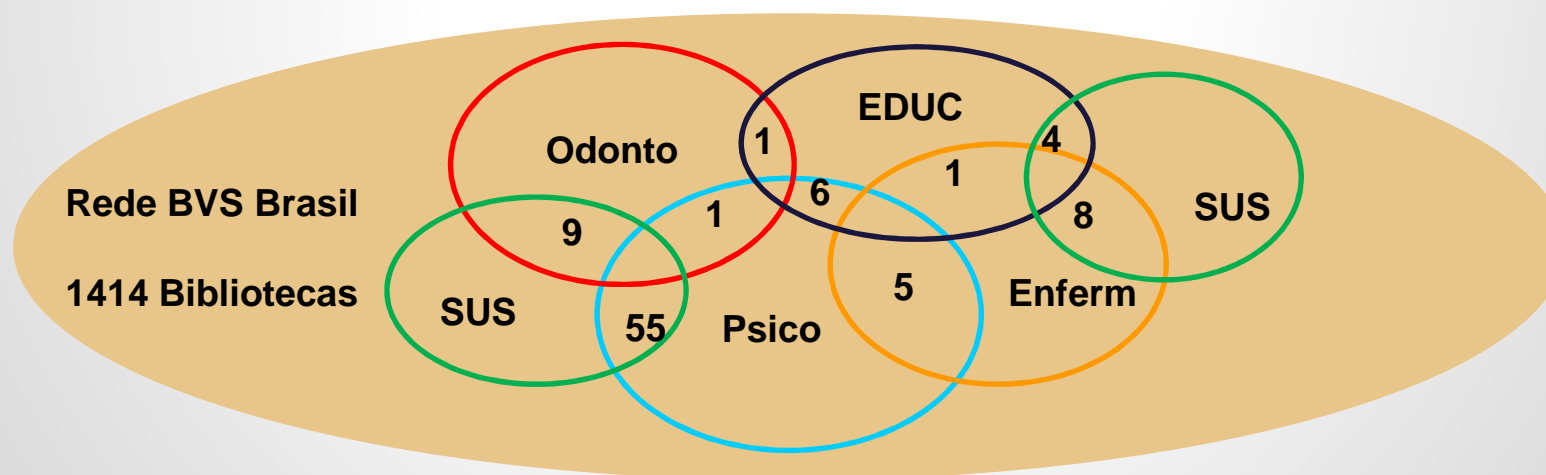 EDUC
1
4
Odonto
1
6
Rede BVS Brasil
1
9
8
SUS
5
1414 Bibliotecas
Enferm
SUS
55
Psico